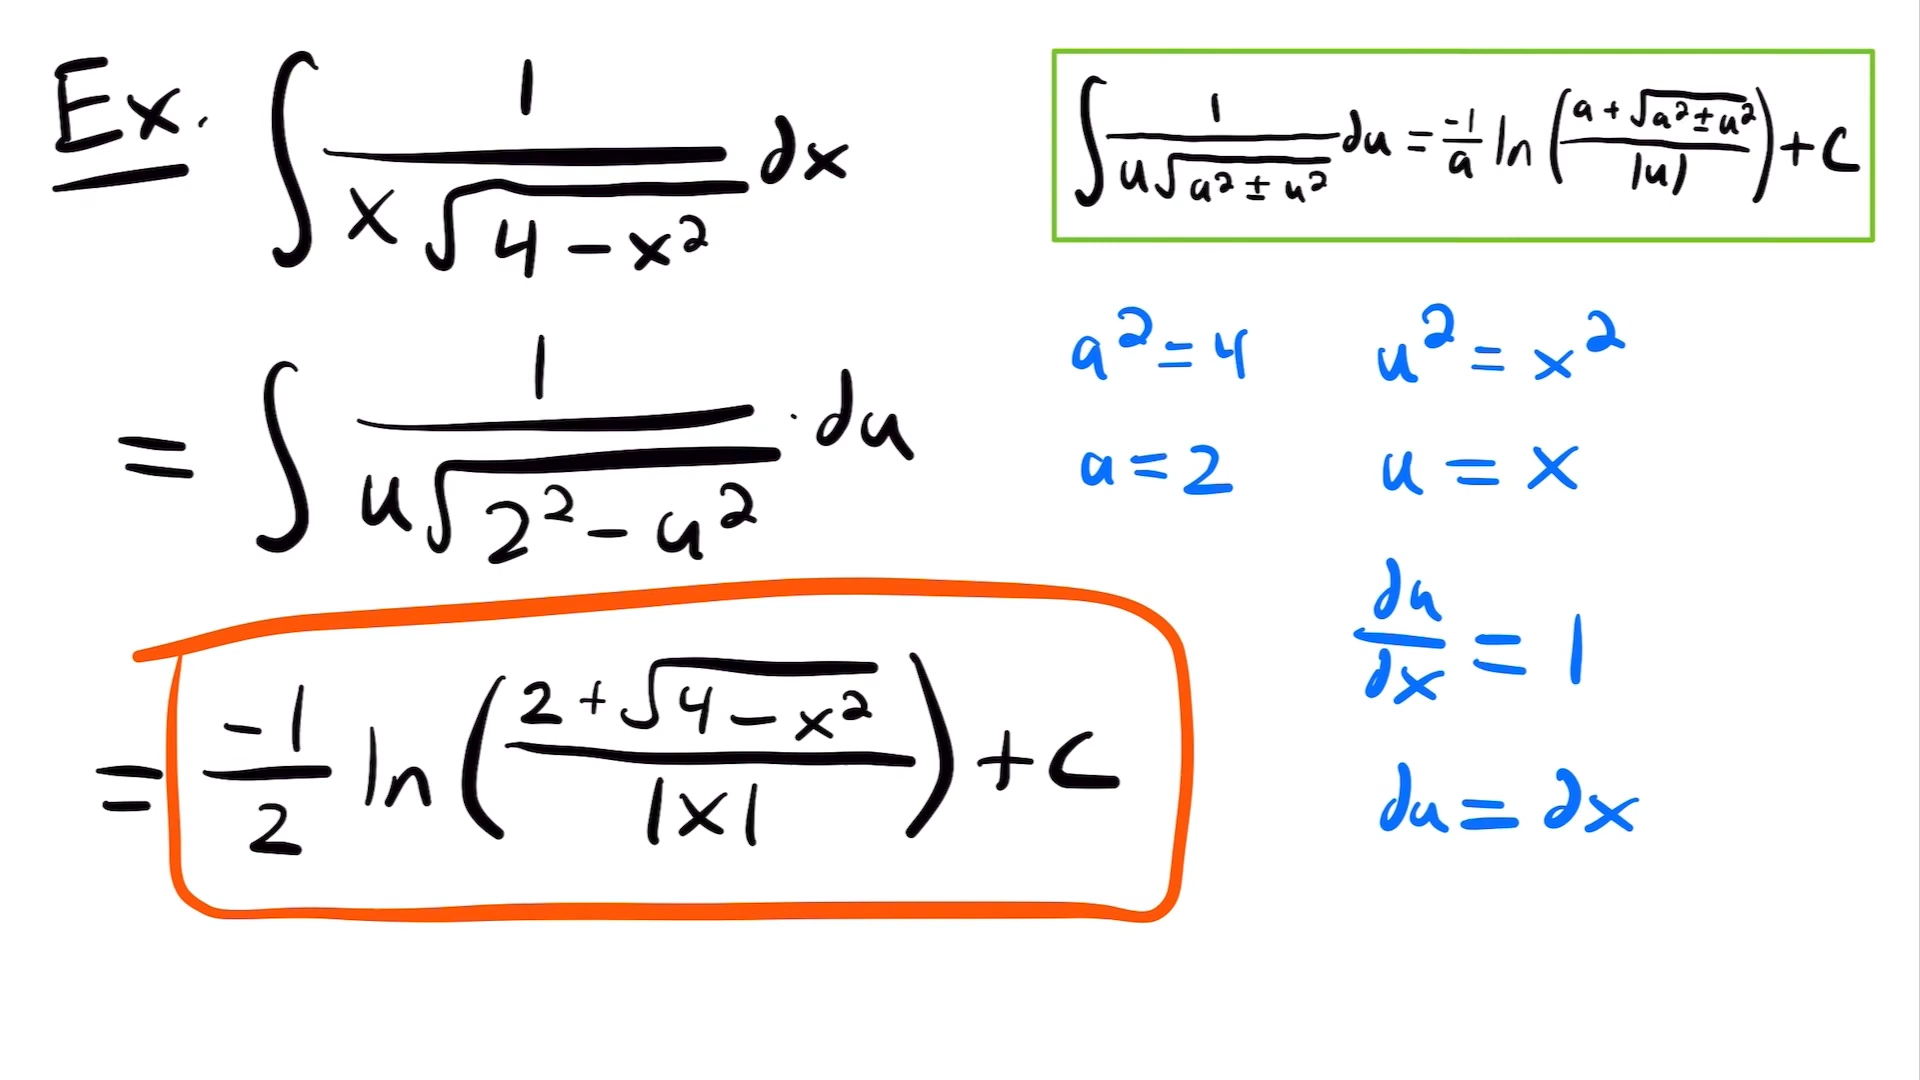 Ex. ∫ 1/(x√(4 − x²)) dx
= ∫ 1/(u√(2² − u²)) · du
= -1/2 ln((2 + √(4 − x²))/|x|) + C
∫ 1/(u√(a² ± u²)) du = -1/a ln((a + √(a² ± u²))/|u|) + C
a² = 4 u² = x²
a = 2 u = x
du/dx = 1
du = dx